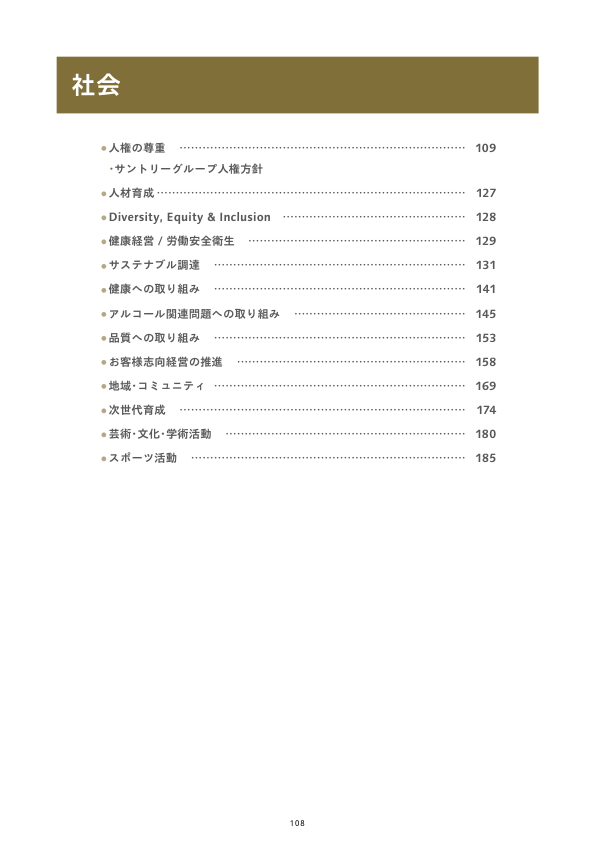 社会
●人権の尊重 ………………………………………………………………… 109
･サントリーグループ人権方針
●人材育成 ………………………………………………………………… 127
●Diversity, Equity & Inclusion ………………………………………… 128
●健康経営 / 労働安全衛生 ………………………………………………… 129
●サステナブル調達 ………………………………………………………… 131
●健康への取り組み ………………………………………………………… 141
●アルコール関連問題への取り組み ……………………………………… 145
●品質への取り組み ………………………………………………………… 153
●お客様志向経営の推進 …………………………………………………… 158
●地域･コミュニティ ………………………………………………………… 169
●次世代育成 ………………………………………………………………… 174
●芸術･文化･学術活動 ……………………………………………………… 180
●スポーツ活動 ……………………………………………………………… 185
108